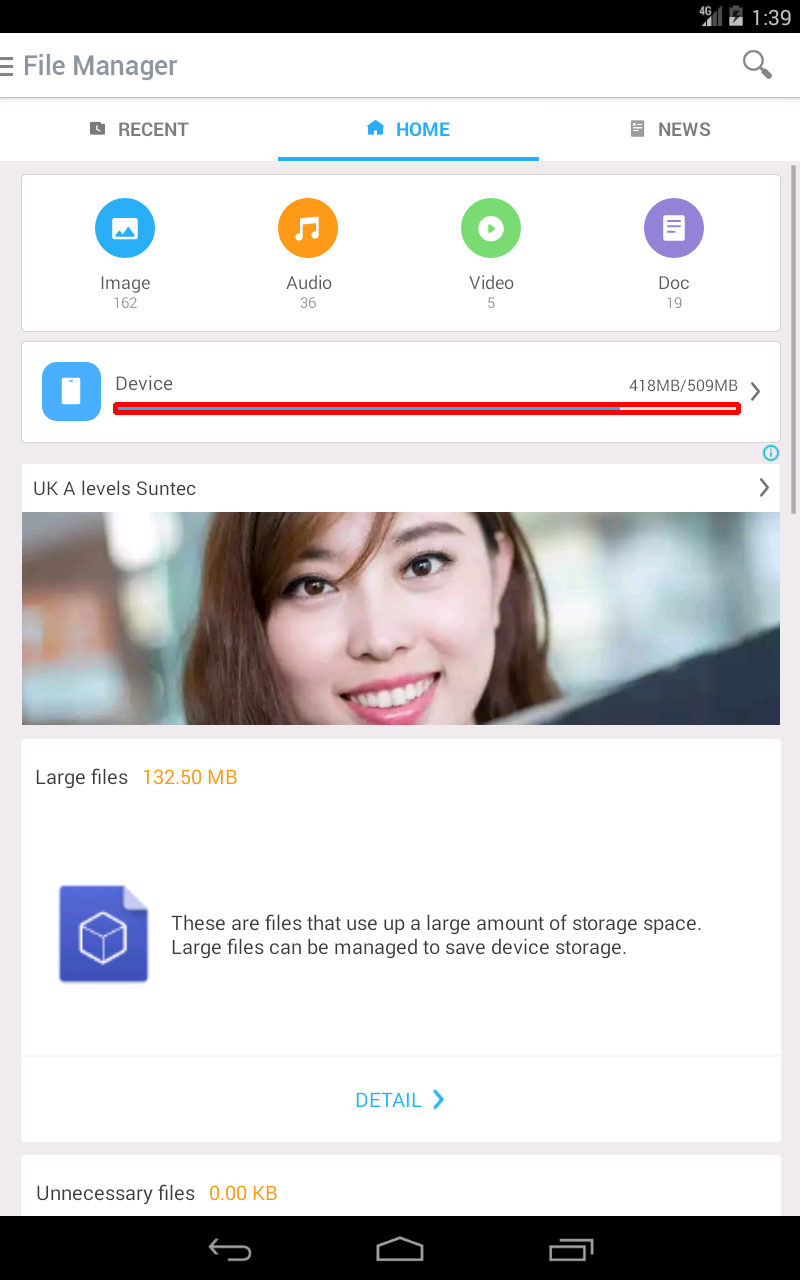 4G 1:39
File Manager
RECENT HOME NEWS
Image Audio Video Doc
162 36 5 19
Device 418MB/509MB
UK A levels Suntec
Large files 132.50 MB
These are files that use up a large amount of storage space.
Large files can be managed to save device storage.
DETAIL
Unnecessary files 0.00 KB